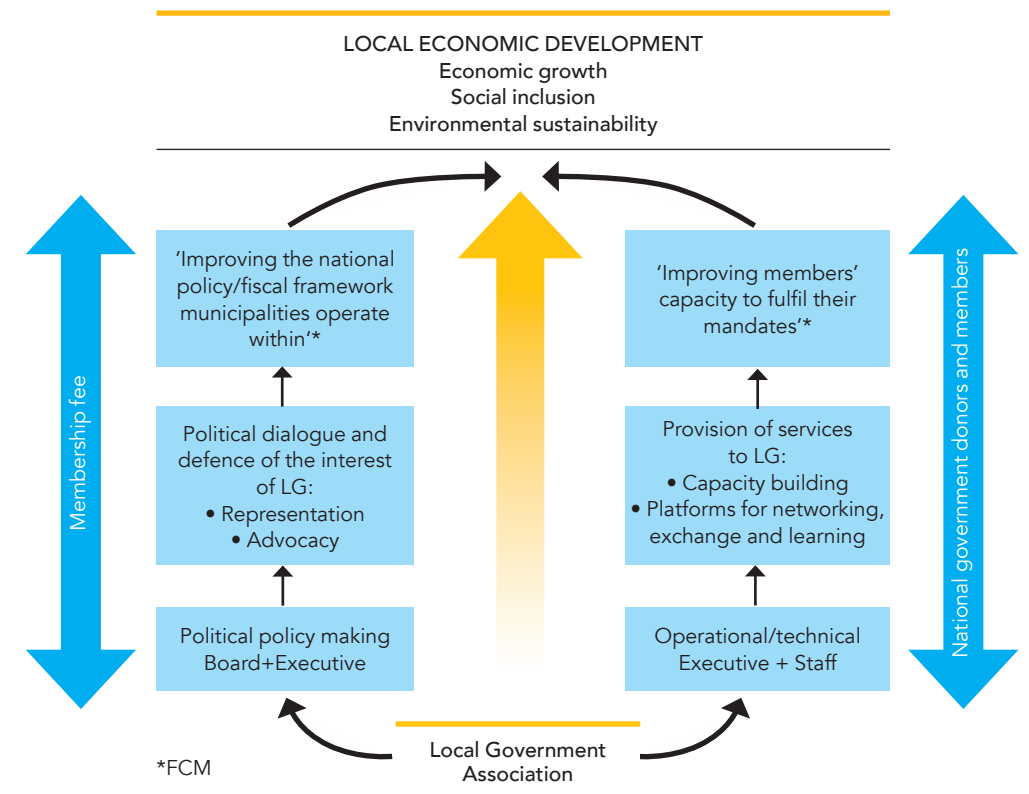 LOCAL ECONOMIC DEVELOPMENT
Economic growth
Social inclusion
Environmental sustainability
Membership fee
'Improving the national
policy/fiscal framework
municipalities operate
within'*
Political dialogue and
defence of the interest
of LG:
• Representation
• Advocacy
Political policy making
Board+Executive
'Improving members'
capacity to fulfil their
mandates'*
Provision of services
to LG:
• Capacity building
• Platforms for networking,
exchange and learning
Operational/technical
Executive + Staff
National government donors and members
Local Government
Association
*FCM